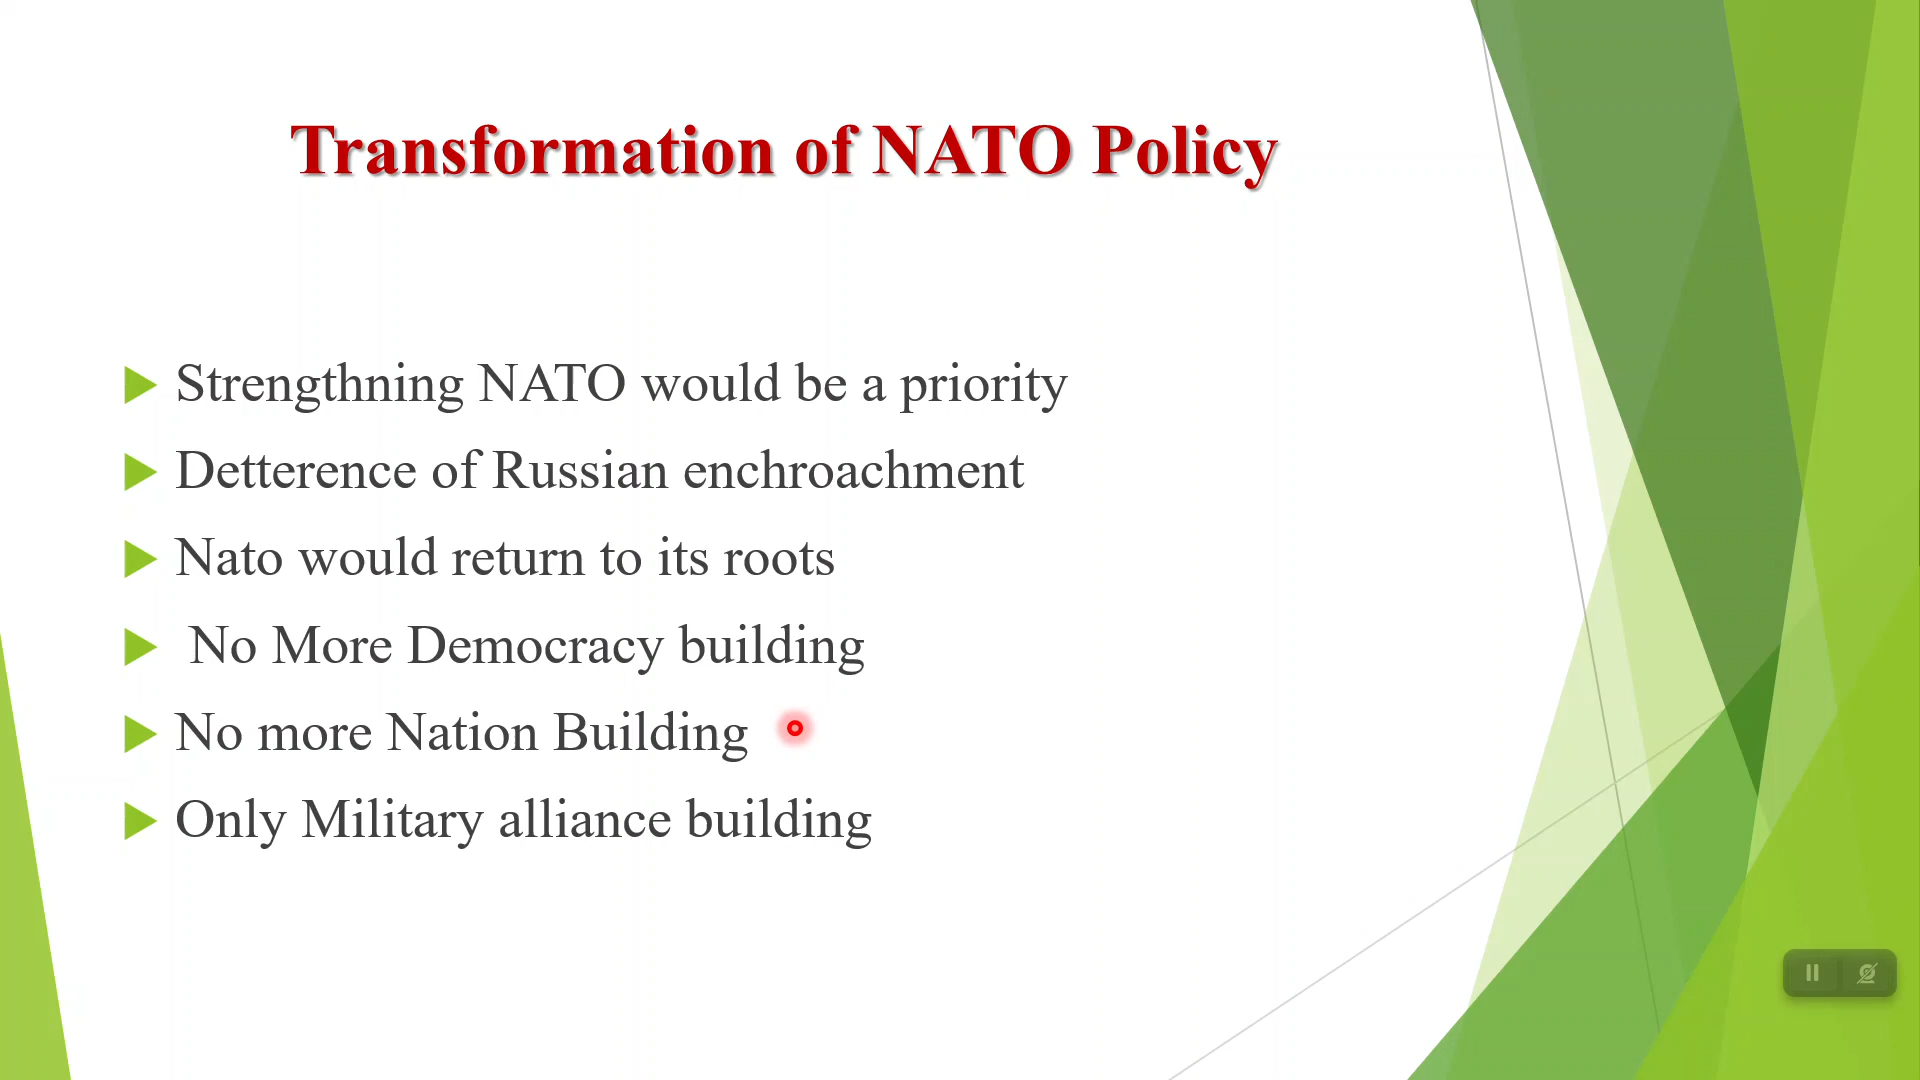 Transformation of NATO Policy
Strengthning NATO would be a priority
Detterence of Russian enchroachment
Nato would return to its roots
No More Democracy building
No more Nation Building
Only Military alliance building